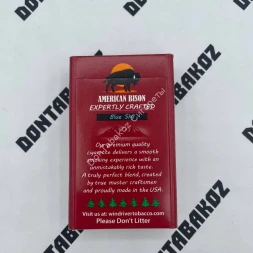 DONTABAKOZ
AMERICAN BISON
EXPERTLY CRAFTED
Blue
Our premium quality
cigarette delivers a smooth
smoking experience with an
unmistakably rich taste.
A truly perfect blend, created
by true master craftsmen
and proudly made in the USA.
Visit us at: windrivertobacco.com
Please Don't Litter
DONTABAKOZ